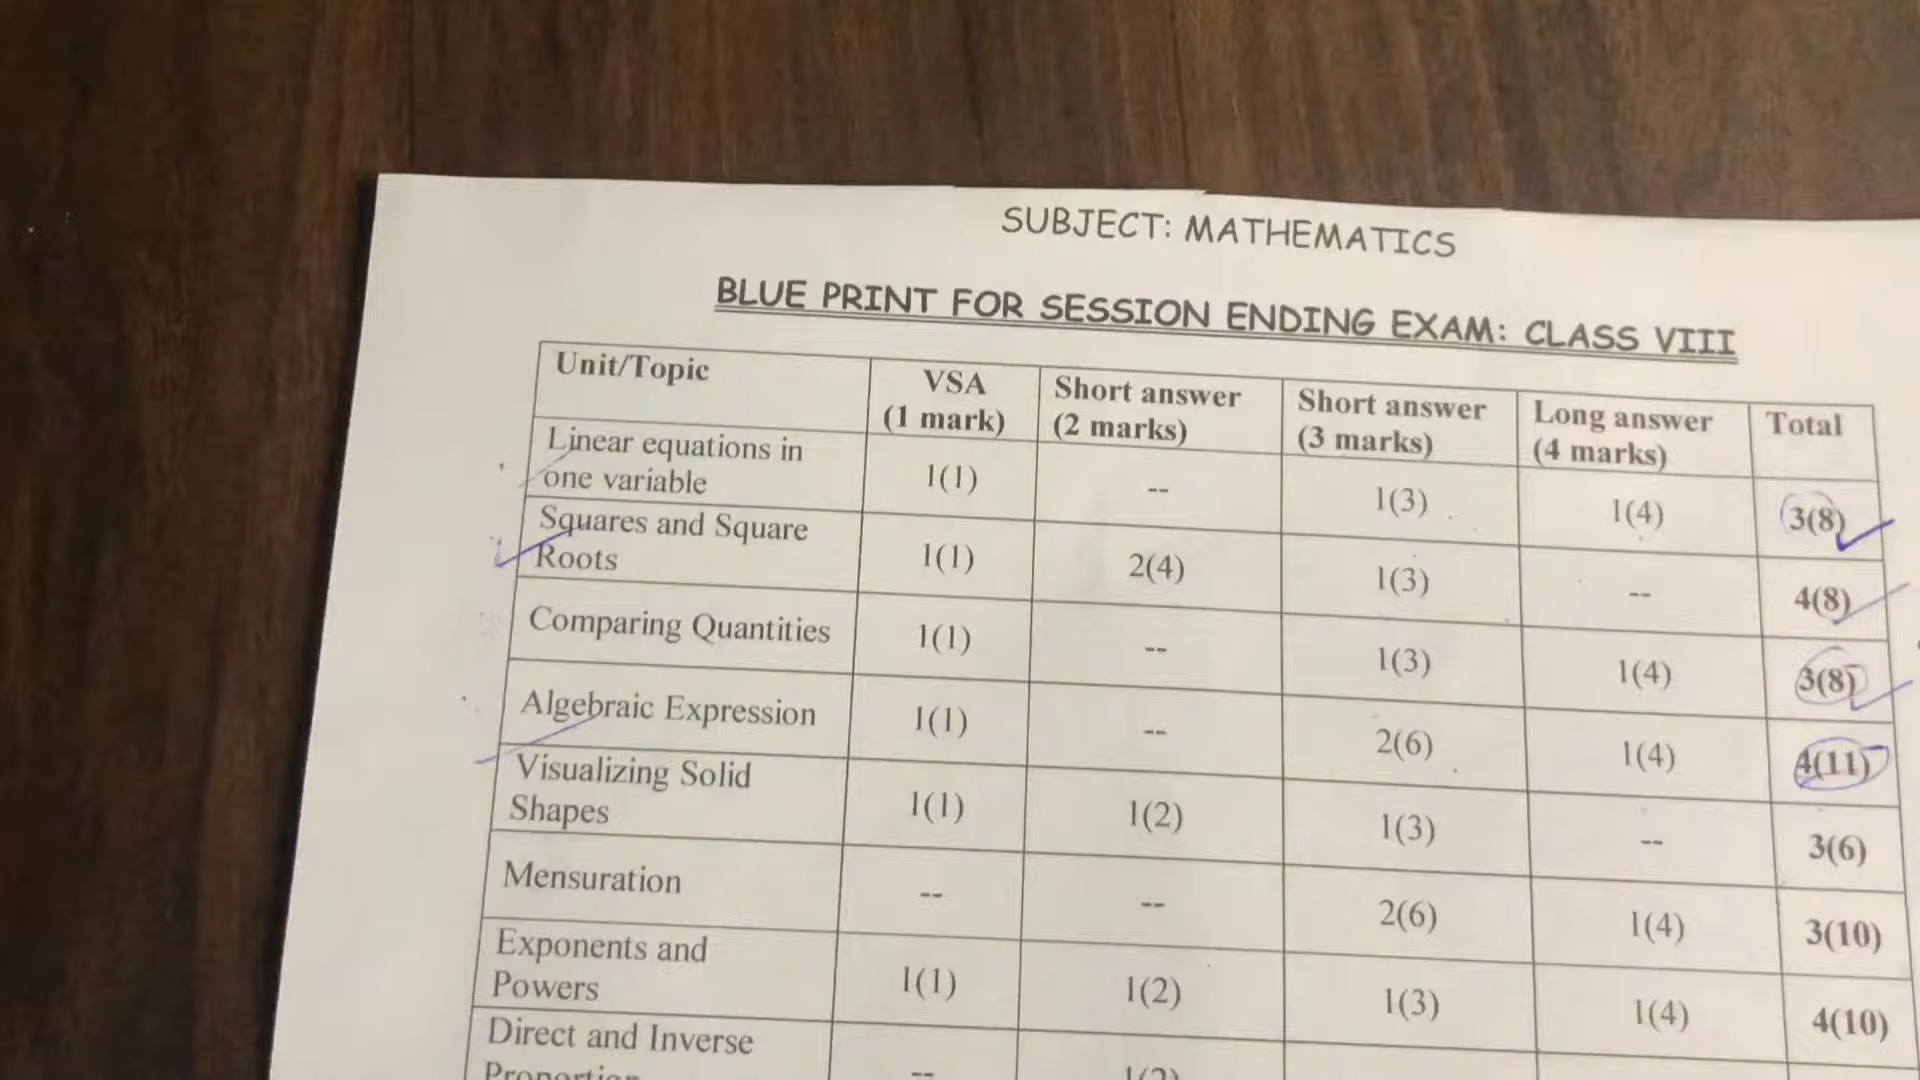 SUBJECT: MATHEMATICS
BLUE PRINT FOR SESSION ENDING EXAM: CLASS VIII
Unit/Topic VSA (1 mark) Short answer (2 marks) Short answer (3 marks) Long answer (4 marks) Total
Linear equations in one variable 1(1) -- 1(3) 1(4) 3(8)
Squares and Square Roots 1(1) 2(4) 1(3) -- 4(8)
Comparing Quantities 1(1) -- 1(3) 1(4) 3(8)
Algebraic Expression 1(1) -- 2(6) 1(4) 4(11)
Visualizing Solid Shapes 1(1) 1(2) 1(3) -- 3(6)
Mensuration -- -- 2(6) 1(4) 3(10)
Exponents and Powers 1(1) 1(2) 1(3) 1(4) 4(10)
Direct and Inverse -- 1(2)